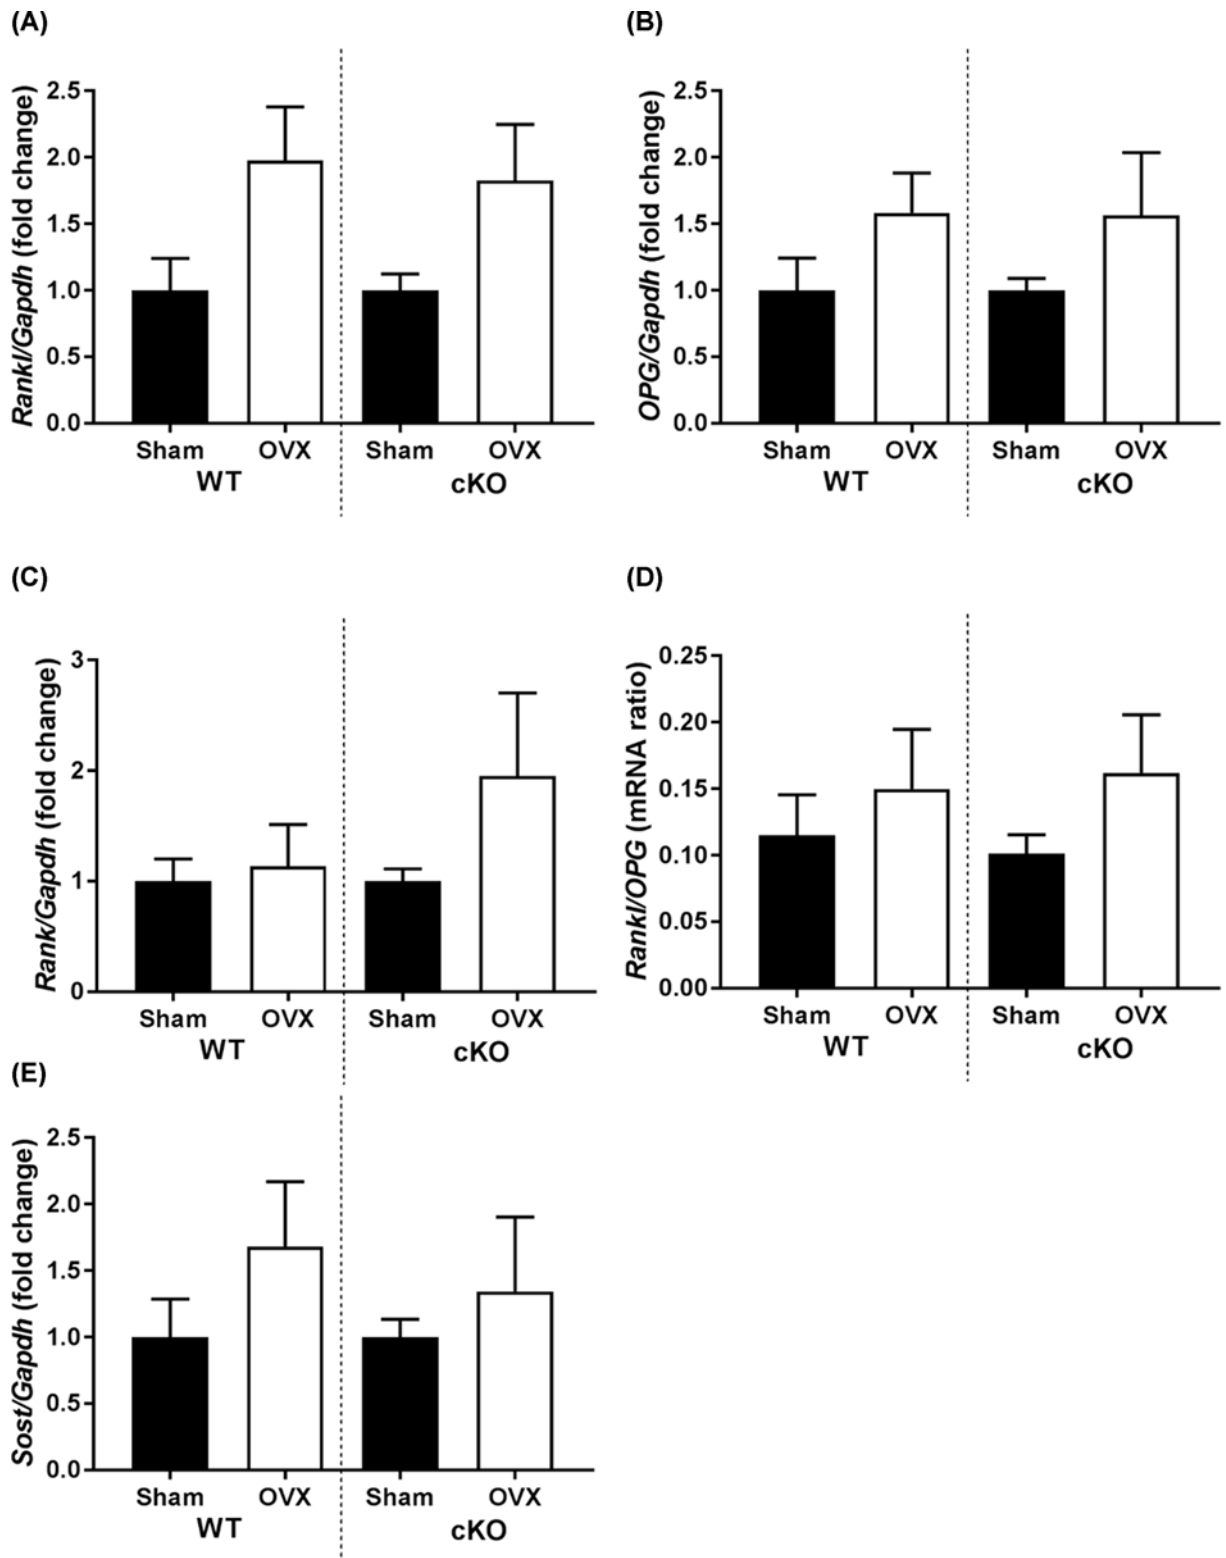 (A)
Rankl/Gapdh (fold change)
2.5
2.0
1.5
1.0
0.5
0.0
Sham OVX Sham OVX
WT cKO
(B)
OPG/Gapdh (fold change)
2.5
2.0
1.5
1.0
0.5
0.0
Sham OVX Sham OVX
WT cKO
(C)
Rank/Gapdh (fold change)
3
2
1
0
Sham OVX Sham OVX
WT cKO
(D)
Rankl/OPG (mRNA ratio)
0.25
0.20
0.15
0.10
0.05
0.00
Sham OVX Sham OVX
WT cKO
(E)
Sost/Gapdh (fold change)
2.5
2.0
1.5
1.0
0.5
0.0
Sham OVX Sham OVX
WT cKO